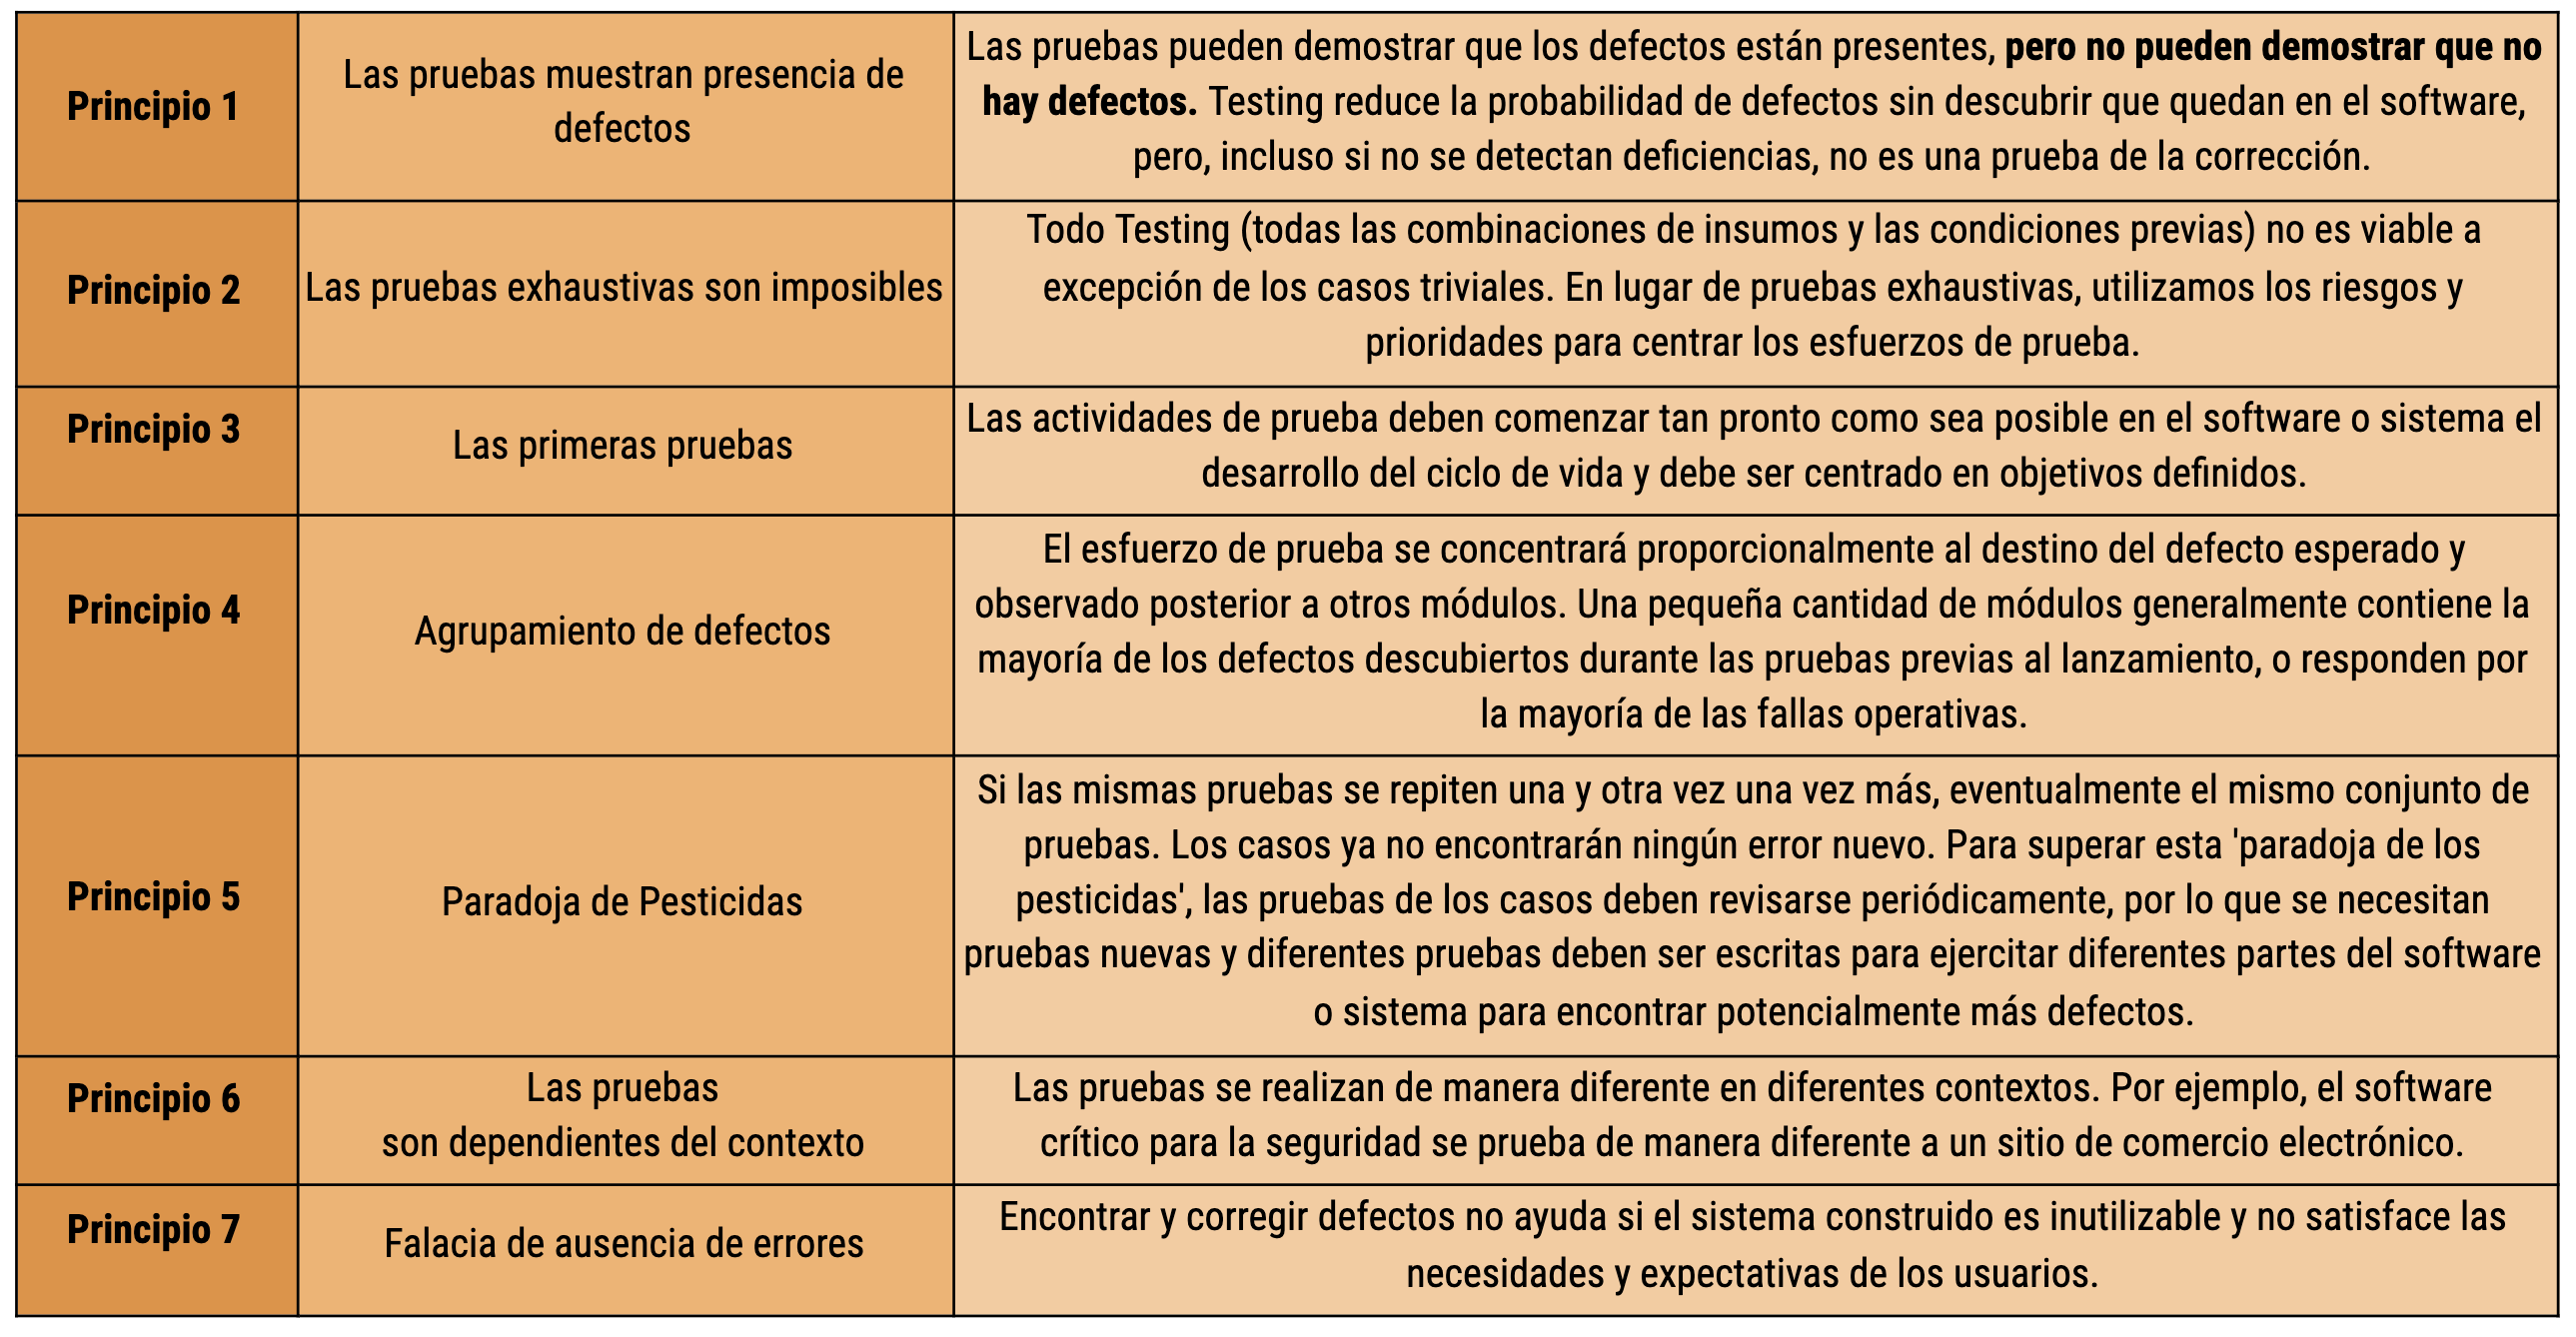 Principio 1
Las pruebas muestran presencia de
defectos
Las pruebas pueden demostrar que los defectos están presentes, pero no pueden demostrar que no
hay defectos. Testing reduce la probabilidad de defectos sin descubrir que quedan en el software,
pero, incluso si no se detectan deficiencias, no es una prueba de la corrección.
Principio 2
Las pruebas exhaustivas son imposibles
Todo Testing (todas las combinaciones de insumos y las condiciones previas) no es viable a
excepción de los casos triviales. En lugar de pruebas exhaustivas, utilizamos los riesgos y
prioridades para centrar los esfuerzos de prueba.
Principio 3
Las primeras pruebas
Las actividades de prueba deben comenzar tan pronto como sea posible en el software o sistema el
desarrollo del ciclo de vida y debe ser centrado en objetivos definidos.
Principio 4
Agrupamiento de defectos
El esfuerzo de prueba se concentrará proporcionalmente al destino del defecto esperado y
observado posterior a otros módulos. Una pequeña cantidad de módulos generalmente contiene la
mayoría de los defectos descubiertos durante las pruebas previas al lanzamiento, o responden por
la mayoría de las fallas operativas.
Principio 5
Paradoja de Pesticidas
Si las mismas pruebas se repiten una y otra vez una vez más, eventualmente el mismo conjunto de
pruebas. Los casos ya no encontrarán ningún error nuevo. Para superar esta 'paradoja de los
pesticidas', las pruebas de los casos deben revisarse periódicamente, por lo que se necesitan
pruebas nuevas y diferentes pruebas deben ser escritas para ejercitar diferentes partes del software
o sistema para encontrar potencialmente más defectos.
Principio 6
Las pruebas
son dependientes del contexto
Las pruebas se realizan de manera diferente en diferentes contextos. Por ejemplo, el software
crítico para la seguridad se prueba de manera diferente a un sitio de comercio electrónico.
Principio 7
Falacia de ausencia de errores
Encontrar y corregir defectos no ayuda si el sistema construido es inutilizable y no satisface las
necesidades y expectativas de los usuarios.